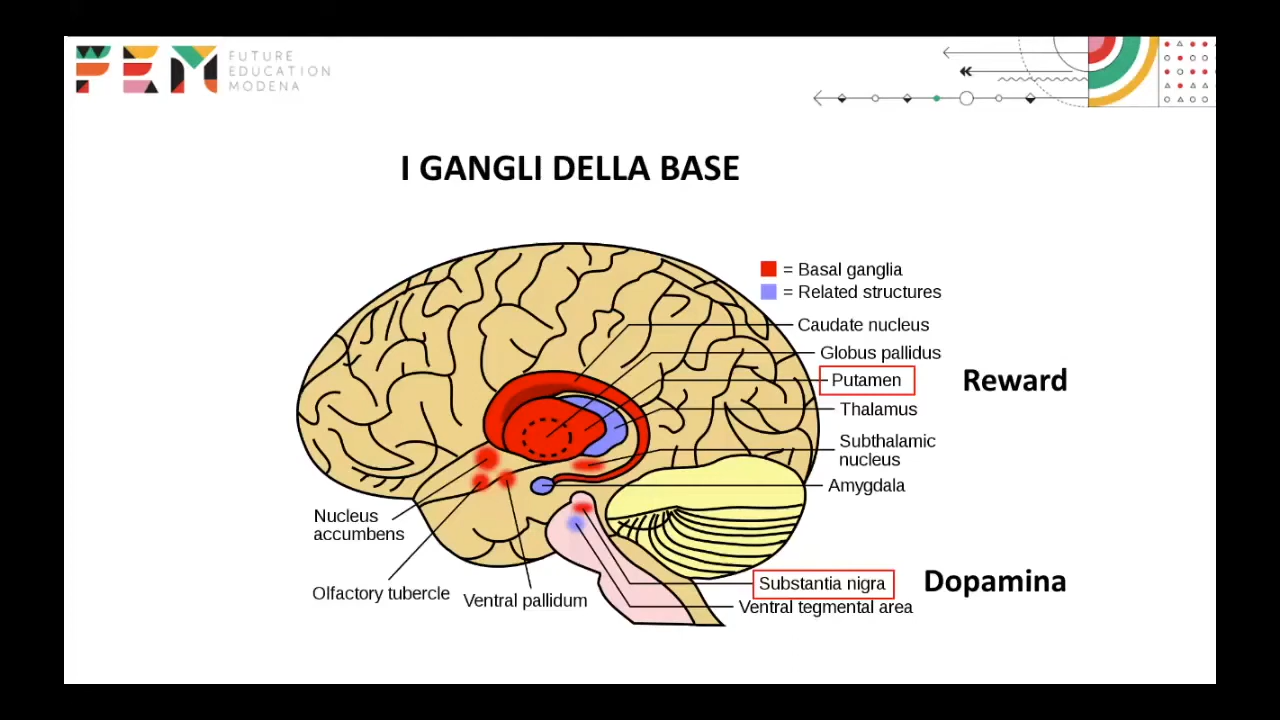 FEM
FUTURE
EDUCATION
MODENA
I GANGLI DELLA BASE
= Basal ganglia
= Related structures
Caudate nucleus
Globus pallidus
Putamen
Reward
Thalamus
Subthalamic
nucleus
Amygdala
Nucleus
accumbens
Olfactory tubercle
Ventral pallidum
Substantia nigra
Dopamina
Ventral tegmental area